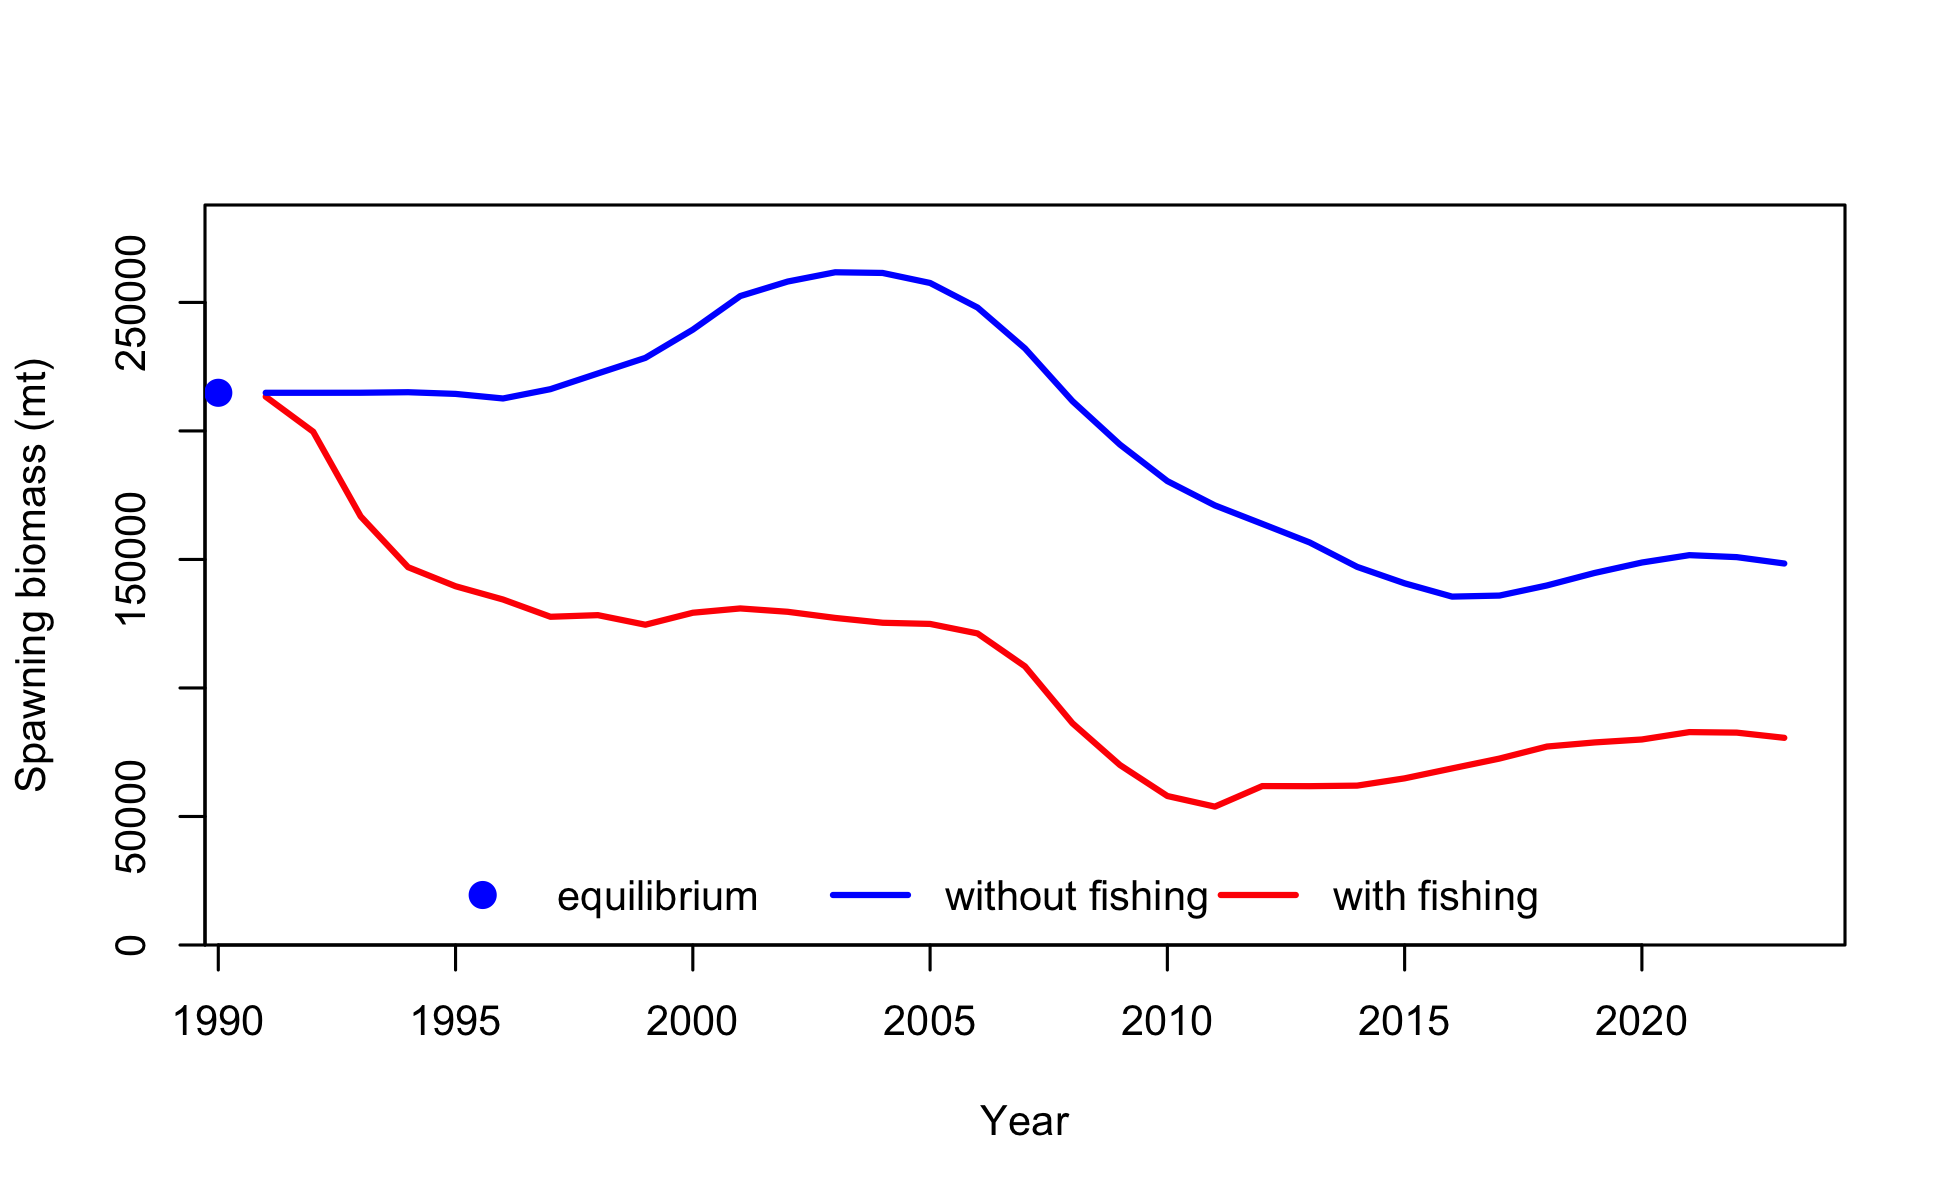 Spawning biomass (mt)
250000
150000
50000
0
equilibrium without fishing with fishing
1990 1995 2000 2005 2010 2015 2020
Year